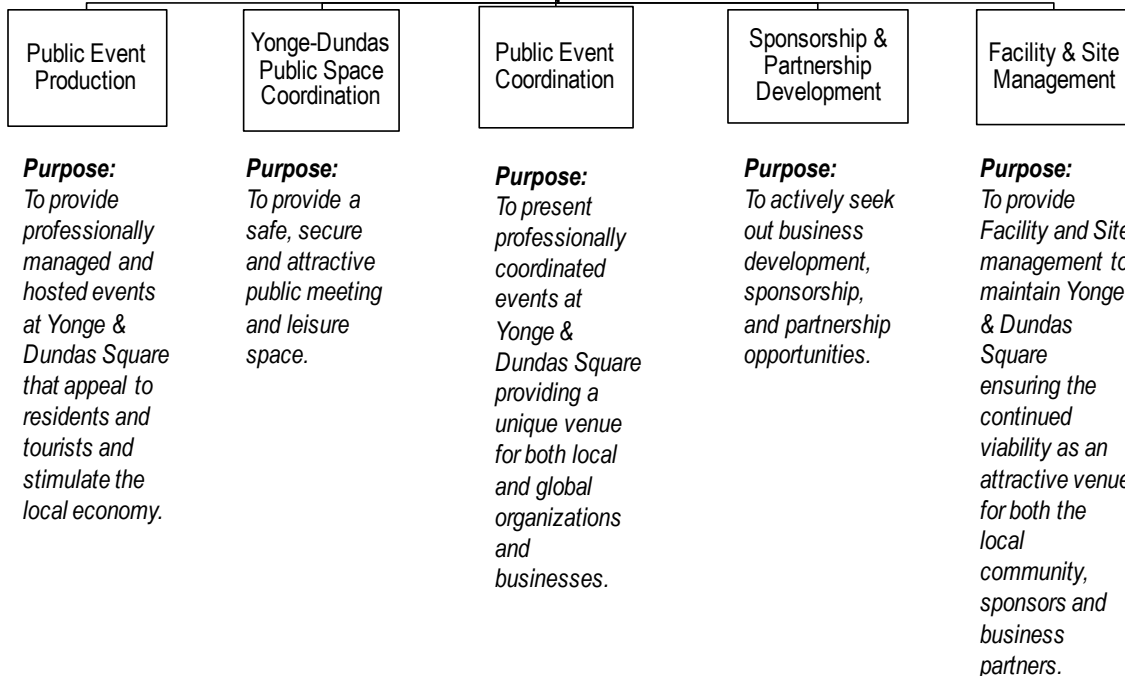 Public Event
Production
Purpose:
To provide
professionally
managed and
hosted events
at Yonge &
Dundas Square
that appeal to
residents and
tourists and
stimulate the
local economy.
Yonge-Dundas
Public Space
Coordination
Purpose:
To provide a
safe, secure
and attractive
public meeting
and leisure
space.
Public Event
Coordination
Purpose:
To present
professionally
coordinated
events at
Yonge &
Dundas Square
providing a
unique venue
for both local
and global
organizations
and
businesses.
Sponsorship &
Partnership
Development
Purpose:
To actively seek
out business
development,
sponsorship,
and partnership
opportunities.
Facility & Site
Management
Purpose:
To provide
Facility and Site
management to
maintain Yonge
& Dundas
Square
ensuring the
continued
viability as an
attractive venue
for both the
local
community,
sponsors and
business
partners.